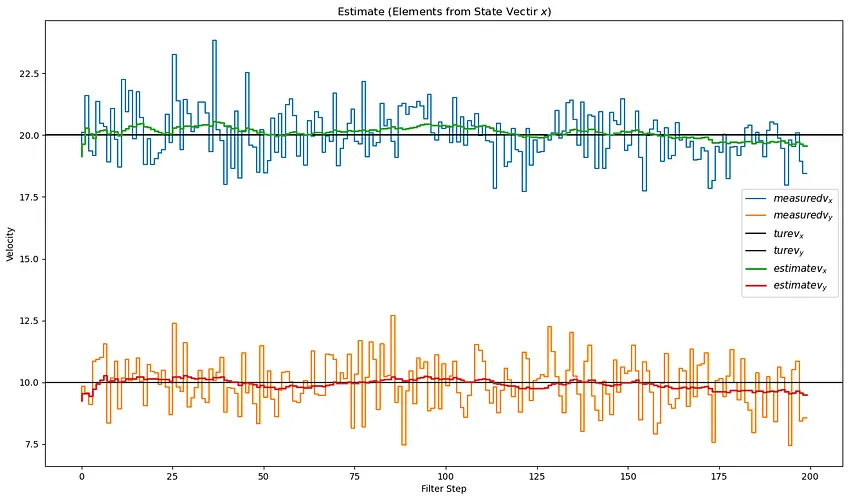 Estimate (Elements from State Vectir x)
22.5
20.0
17.5
15.0
12.5
10.0
7.5
Velocity
measuredvx
measuredvy
turevx
turevy
estimatevx
estimatevy
0 25 50 75 100 125 150 175 200
Filter Step